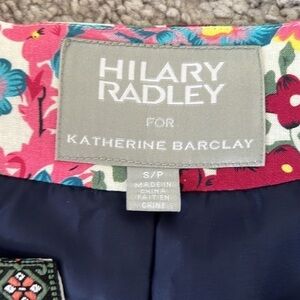 HILARY
RADLEY
FOR
KATHERINE BARCLAY
S/P
MADE IN
CHINA
FAIT EN
CHINE